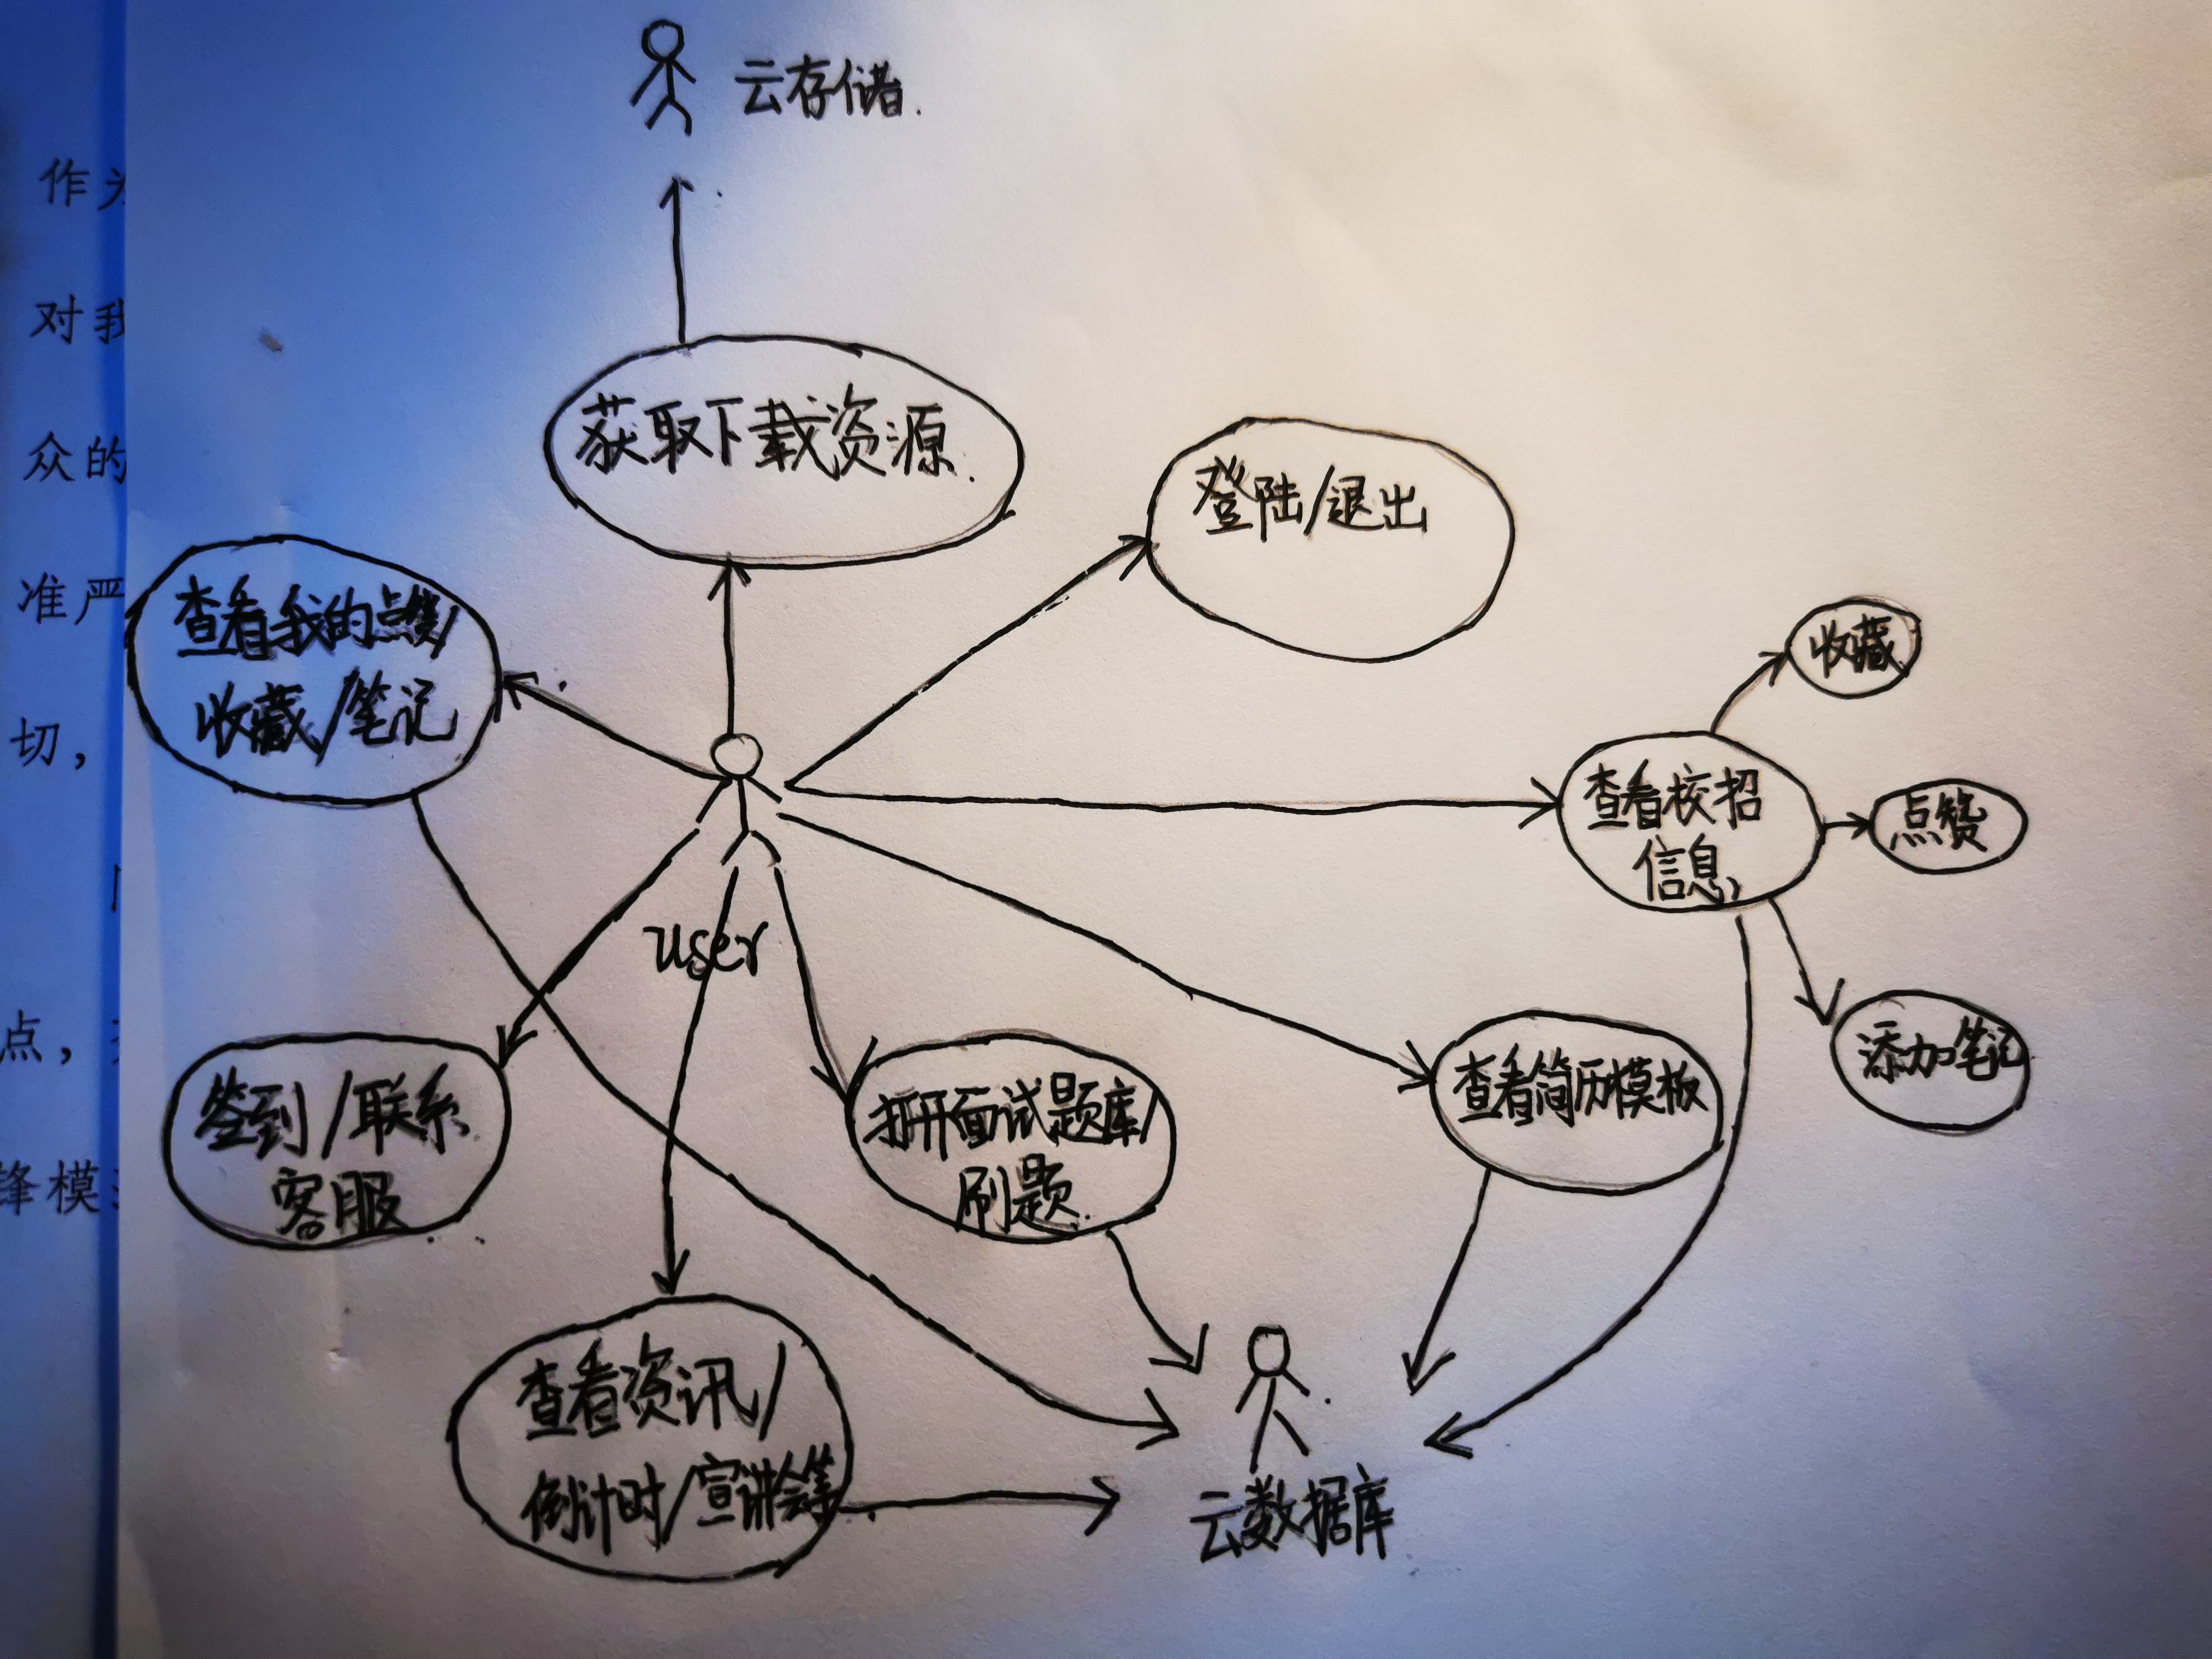 云存储.
作
对我
众的
准严
切，
点，
锋模
获取下载资源.
登陆/退出
查看我的点赞/
收藏/笔记
收藏
查看校招
信息
点赞
user
添加笔记
签到/联系
客服
打开面试题库/
刷题.
查看简历模板
查看资讯/
倒计时/宣讲会等
云数据库